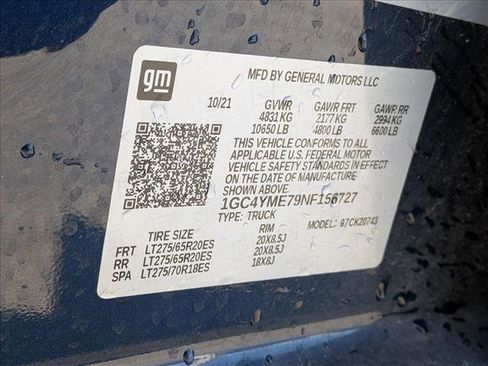 gm
MFD BY GENERAL MOTORS LLC
10/21 GVWR GAWR FRT GAWR RR
4831 KG 2177 KG 2994 KG
10650 LB 4800 LB 6600 LB
THIS VEHICLE CONFORMS TO ALL
APPLICABLE U.S. FEDERAL MOTOR
VEHICLE SAFETY STANDARDS IN EFFECT
ON THE DATE OF MANUFACTURE
SHOWN ABOVE.
1GC4YME79NF156727
TYPE: TRUCK MODEL: 97CK20743
TIRE SIZE RIM
FRT LT275/65R20ES 20X8.5J
RR LT275/65R20ES 20X8.5J
SPA LT275/70R18ES 18X8J